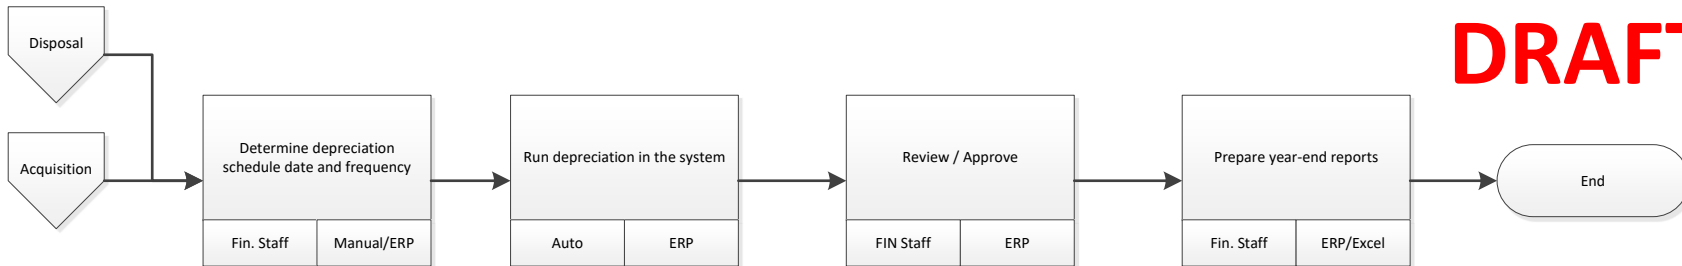 Disposal
DRAFT
Acquisition
Determine depreciation
schedule date and frequency
Fin. Staff
Manual/ERP
Run depreciation in the system
Auto
ERP
Review / Approve
FIN Staff
ERP
Prepare year-end reports
Fin. Staff
ERP/Excel
End